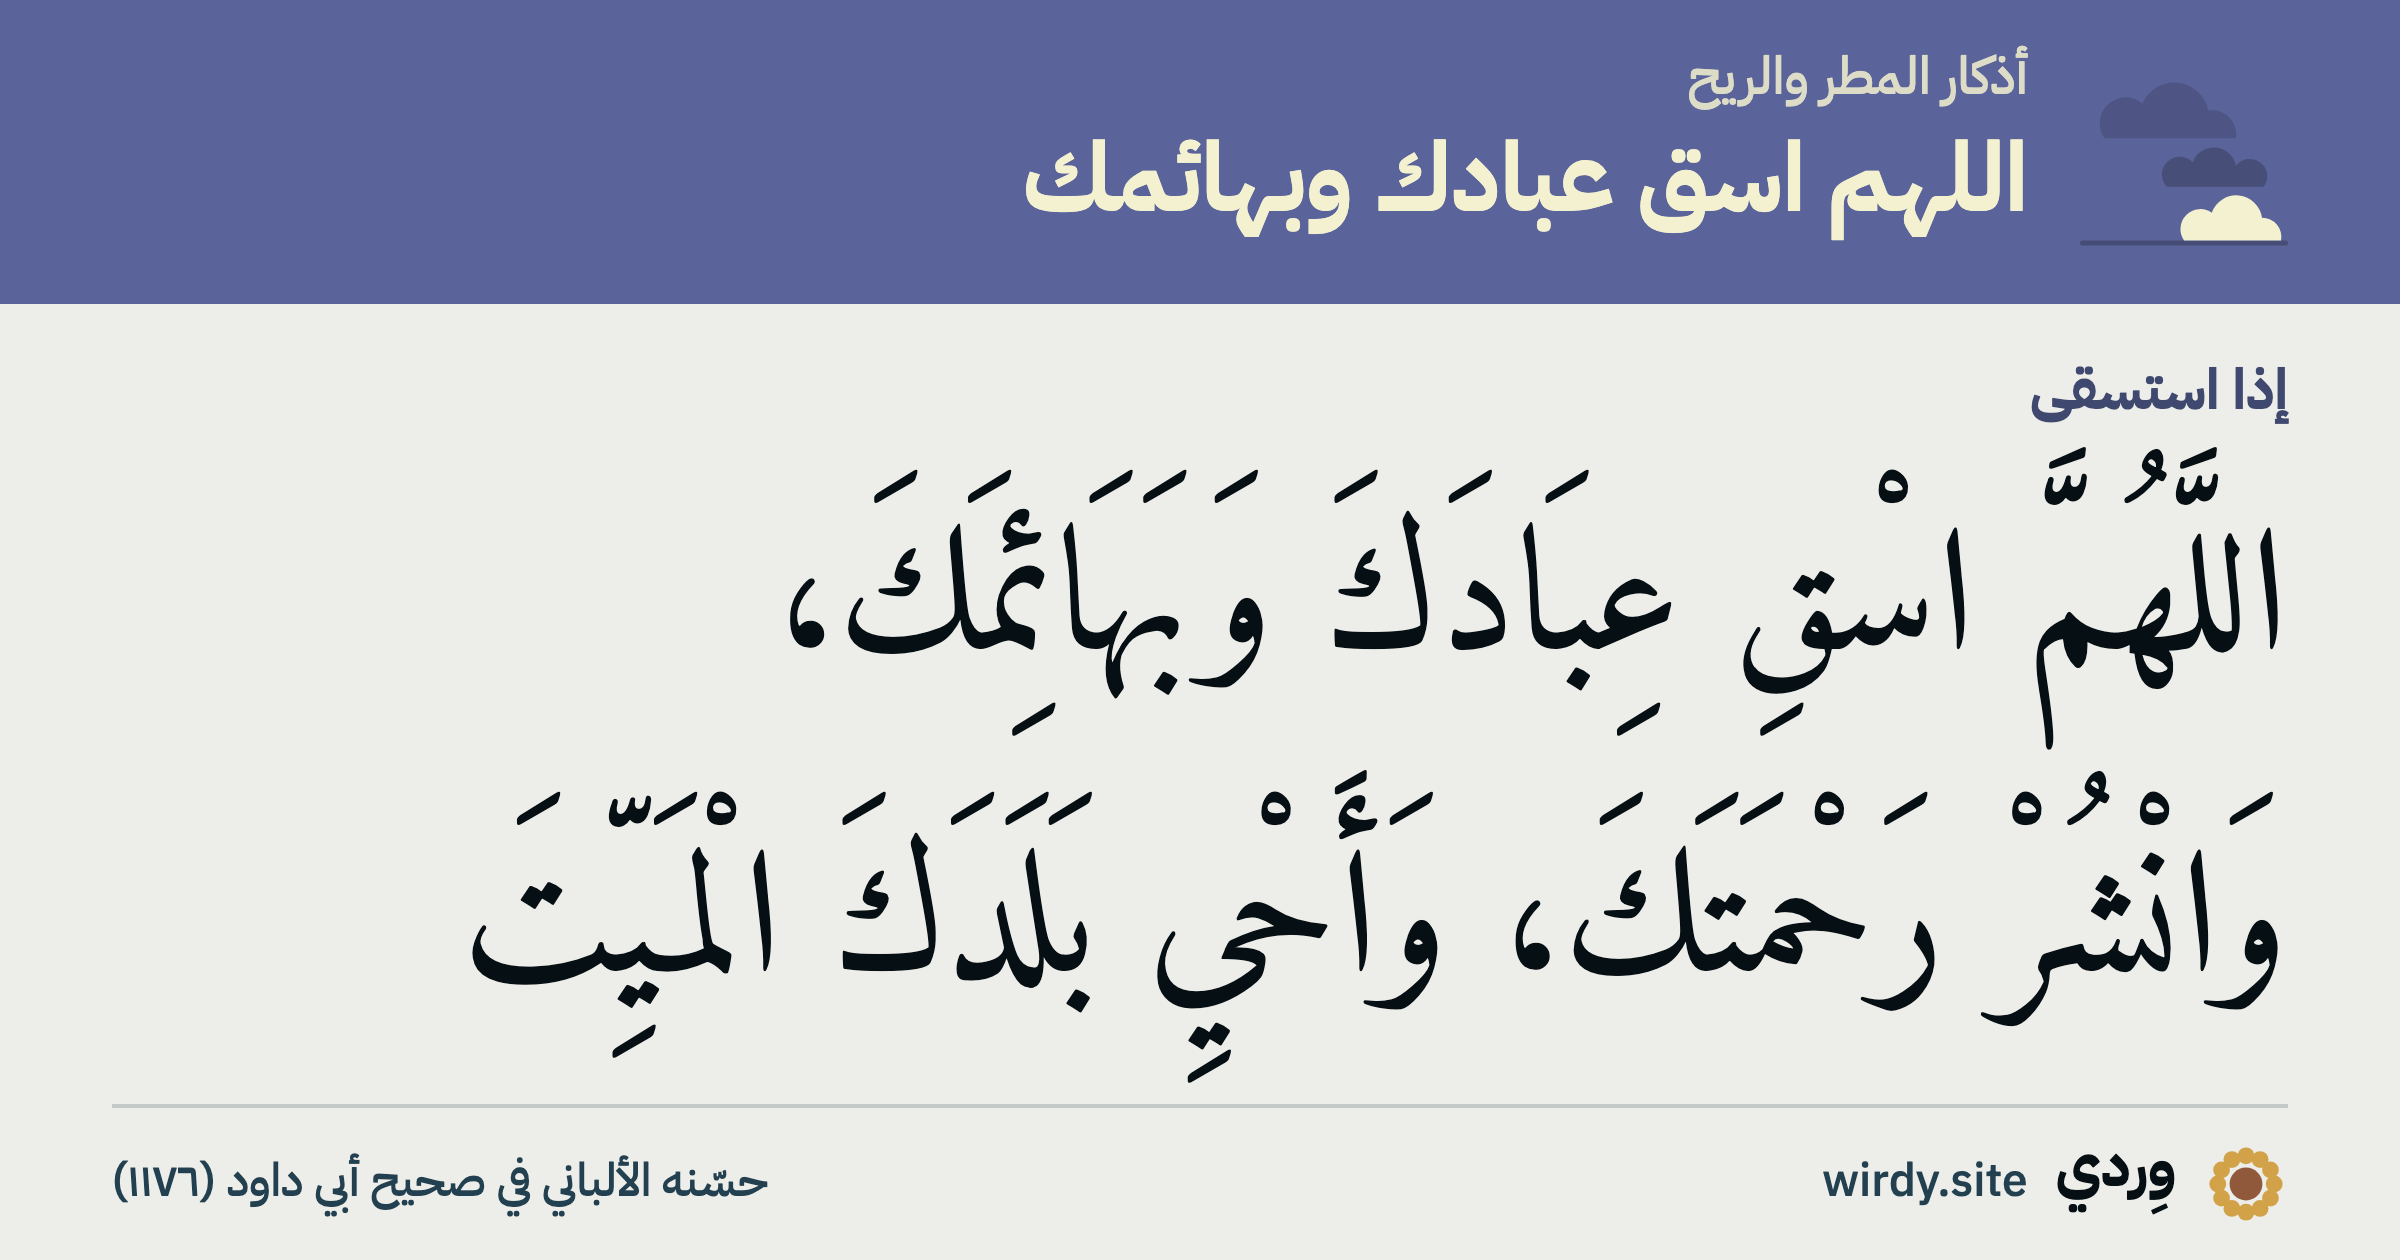 أذكار المطر والريح
اللهم اسق عبادك وبهائمك
إذا استسقى
اللَّهُمَّ اسْقِ عِبَادَكَ وَبَهَائِمَكَ،
وَانْشُرْ رَحْمَتَكَ، وَأَحْيِ بَلَدَكَ الْمَيِّتَ
وِردي wirdy.site
حسّنه الألباني في صحيح أبي داود (١١٧٦)